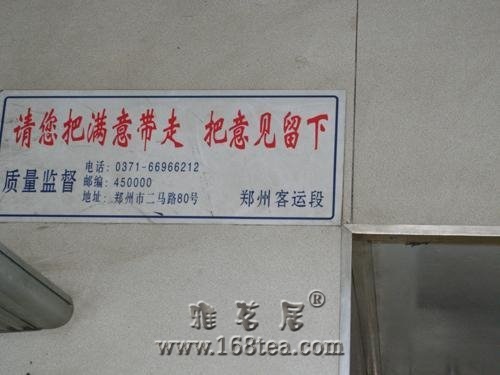 请您把满意带走 把意见留下
质量监督
电话: 0371-66966212
邮编: 450000
地址: 郑州市二马路80号
郑州客运段
雅茗居®
www.168tea.com